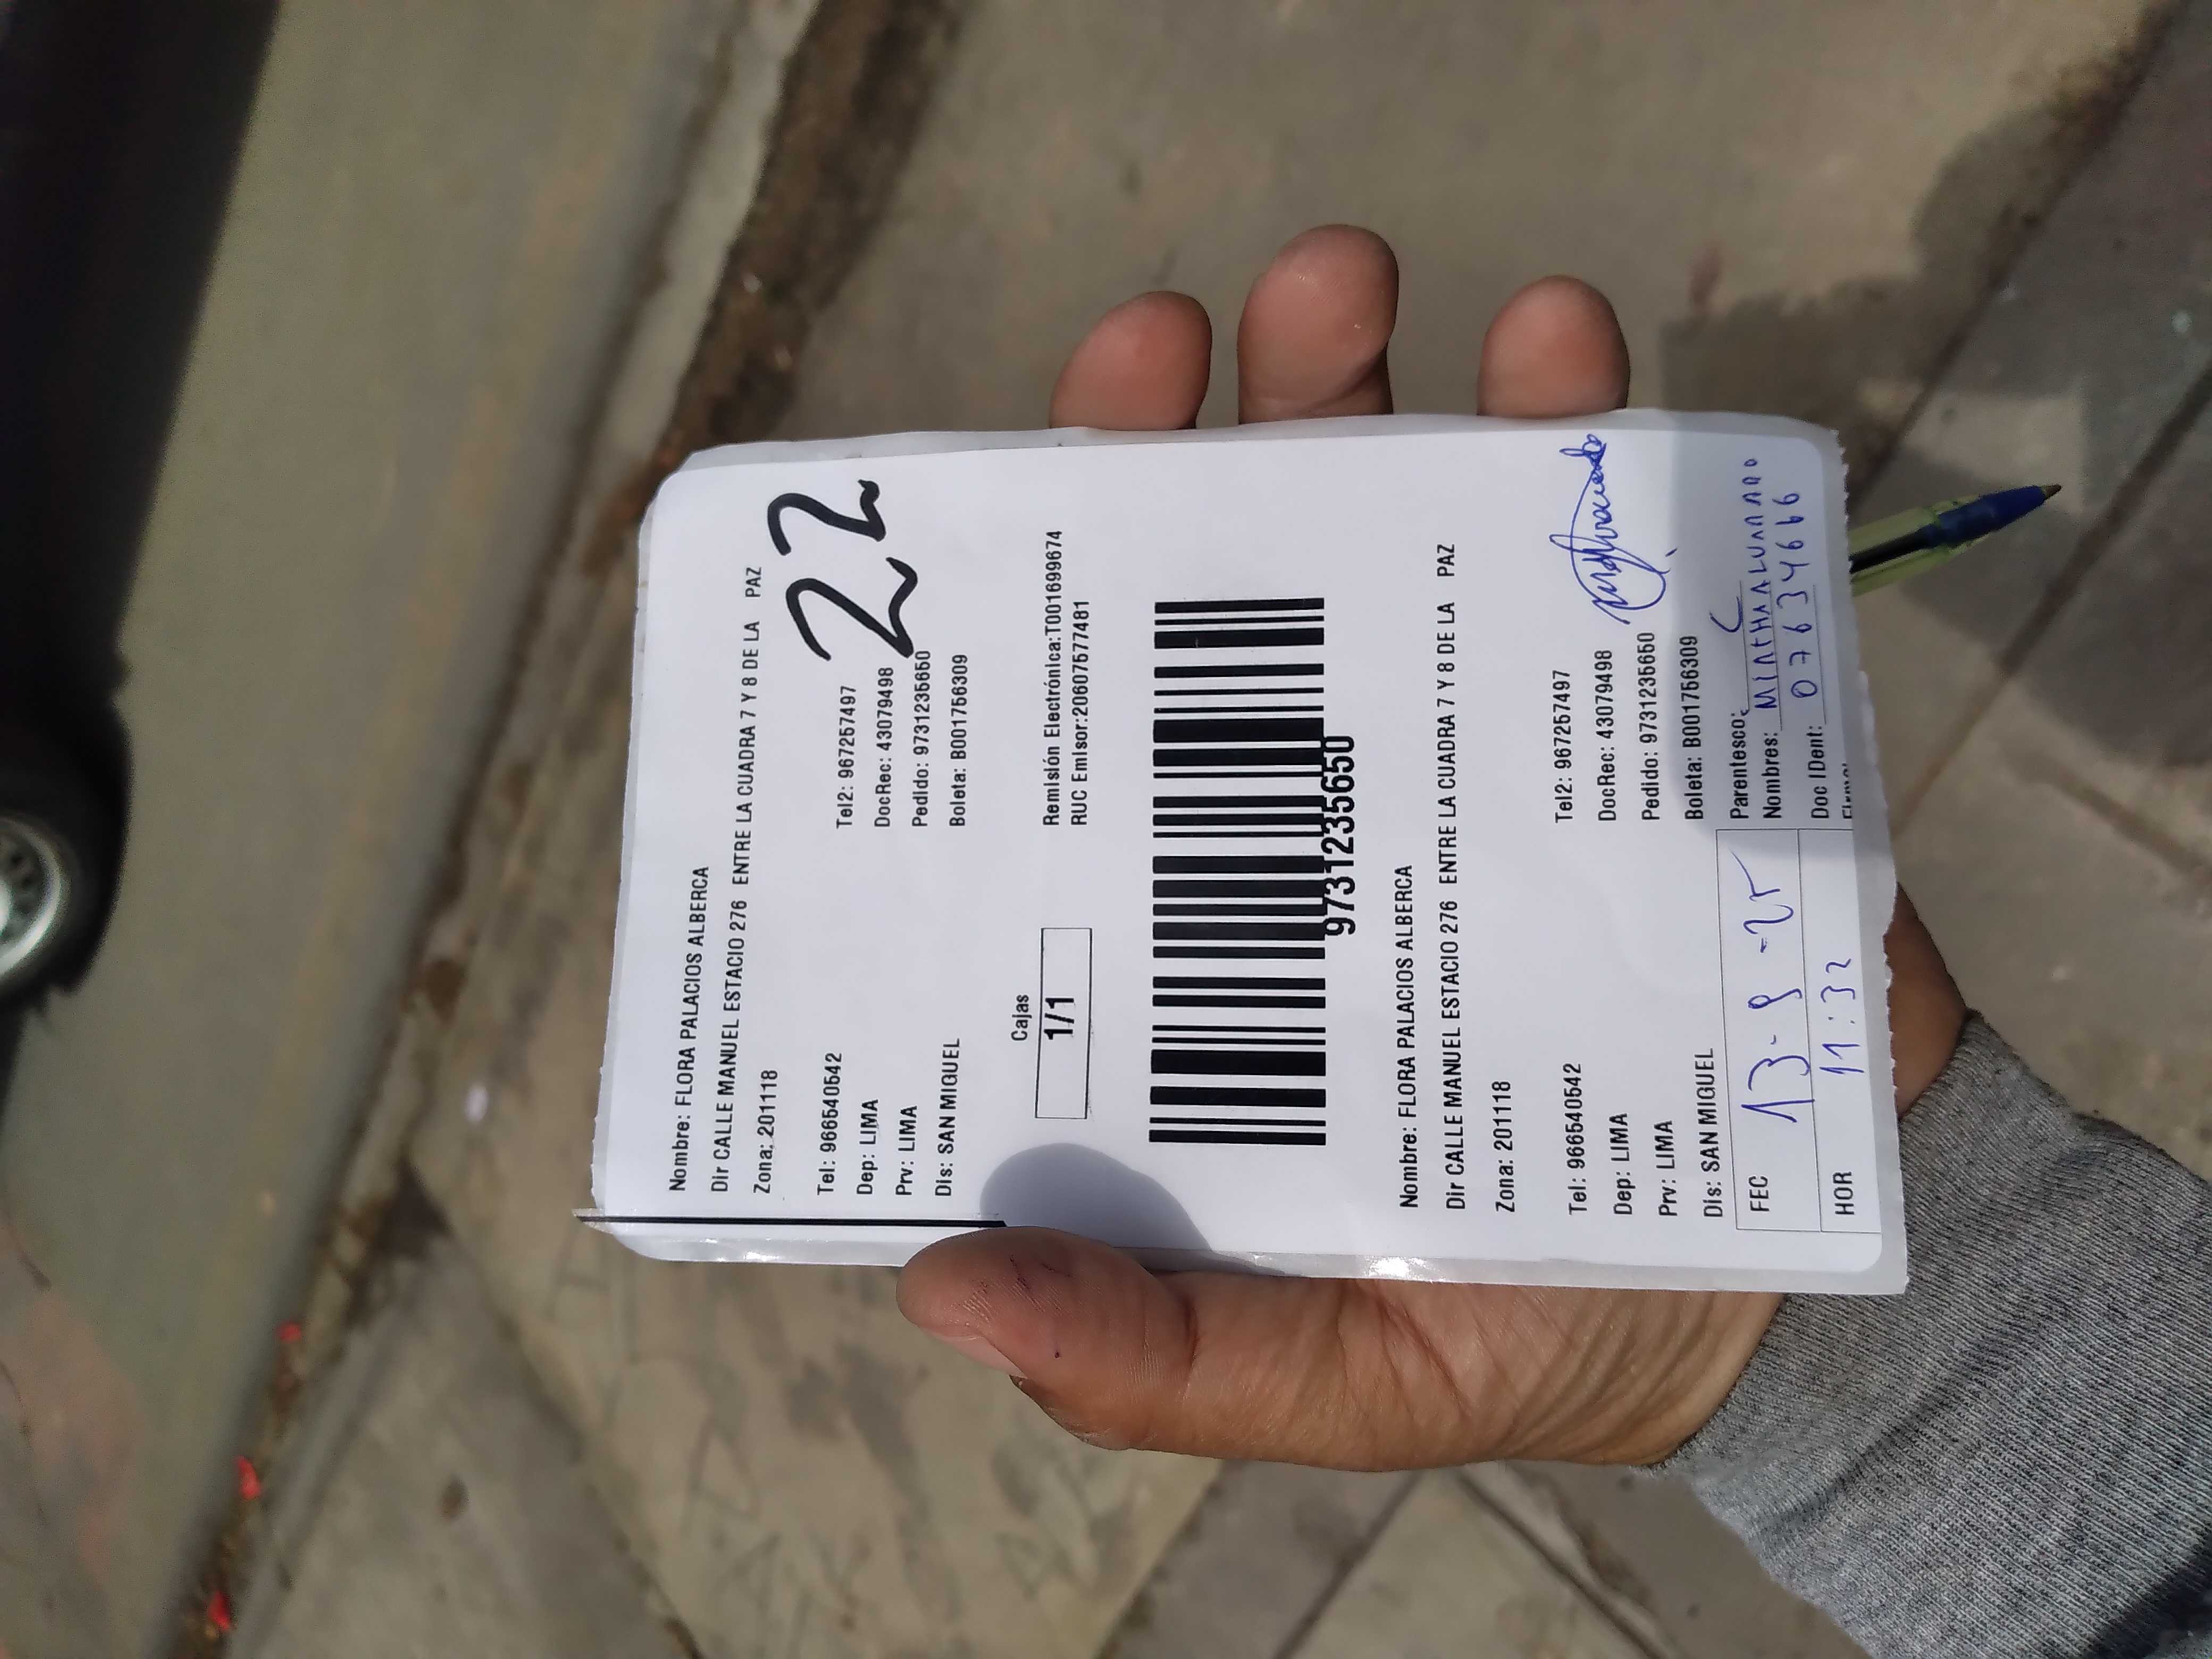 Nombre: FLORA PALACIOS ALBERCA
Dir CALLE MANUEL ESTACIO 276 ENTRE LA CUADRA 7 Y 8 DE LA PAZ
Zona: 201118
22
Tel: 966540542 Tel2: 967257497
Dep: LIMA DocRec: 43079498
Prv: LIMA Pedido: 9731235650
Dis: SAN MIGUEL Boleta: B001756309
Cajas
1/1
Remisión Electrónica:T001699674
RUC Emisor:20607577481
9731235650
Nombre: FLORA PALACIOS ALBERCA
Dir CALLE MANUEL ESTACIO 276 ENTRE LA CUADRA 7 Y 8 DE LA PAZ
Zona: 201118
Tel: 966540542 Tel2: 967257497
Dep: LIMA DocRec: 43079498
Prv: LIMA Pedido: 9731235650
Dis: SAN MIGUEL Boleta: B001756309
FEC 13-9-25 Parentesco: C
Nombres:
HOR 11:32 Doc IDent: 07634666